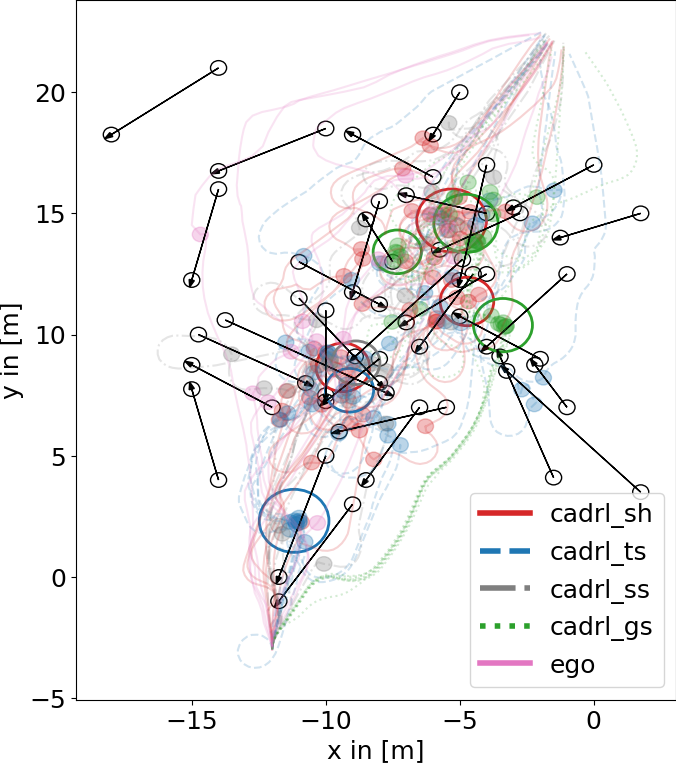 20
15
10
5
0
−5
y in [m]
−15
−10
−5
0
x in [m]
cadrl_sh
cadrl_ts
cadrl_ss
cadrl_gs
ego